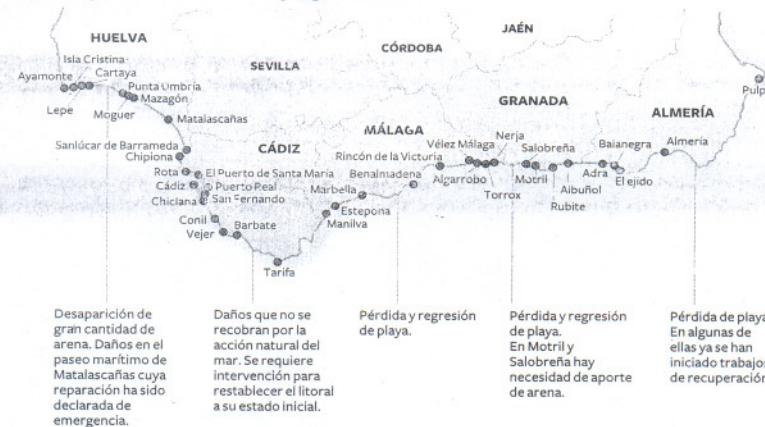 JAÉN
HUELVA
CÓRDOBA
SEVILLA
Isla Cristina
Cartaya
Ayamonte
Punta Umbría
Mazagón
Lepe
Moguer
Matalascañas
GRANADA
ALMERÍA
MÁLAGA
CÁDIZ
Pulp
Nerja
Vélez Málaga
Salobreña
Baianegra
Almería
Sanlúcar de Barrameda
Chipiona
Rincón de la Victoria
Rota
El Puerto de Santa María
Benalmadena
Algarrobo
Motril
Adra
El ejido
Cádiz
Puerto Real
Marbella
Torrox
Albuñol
Chiclana
San Fernando
Estepona
Rubite
Manilva
Conil
Vejer
Barbate
Tarifa
Desaparición de
gran cantidad de
arena. Daños en el
paseo marítimo de
Matalascañas cuya
reparación ha sido
declarada de
emergencia.
Daños que no se
recobran por la
acción natural del
mar. Se requiere
intervención para
restablecer el litoral
a su estado inicial.
Pérdida y regresión
de playa.
Pérdida y regresión
de playa.
En Motril y
Salobreña hay
necesidad de aporte
de arena.
Pérdida de playa
En algunas de
ellas ya se han
iniciado trabajos
de recuperación